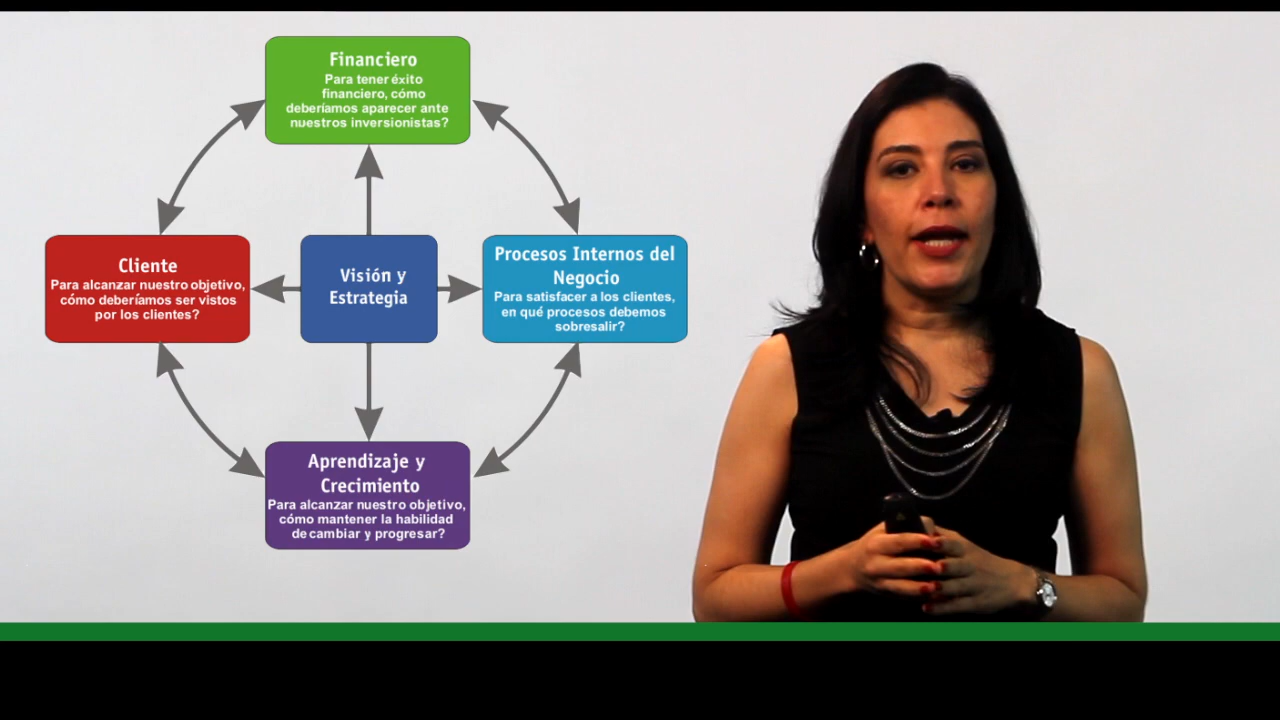 Financiero
Para tener éxito
financiero, cómo
deberíamos aparecer ante
nuestros inversionistas?
Cliente
Para alcanzar nuestro objetivo,
cómo deberíamos ser vistos
por los clientes?
Visión y
Estrategia
Procesos Internos del
Negocio
Para satisfacer a los clientes,
en qué procesos debemos
sobresalir?
Aprendizaje y
Crecimiento
Para alcanzar nuestro objetivo,
cómo mantener la habilidad
de cambiar y progresar?